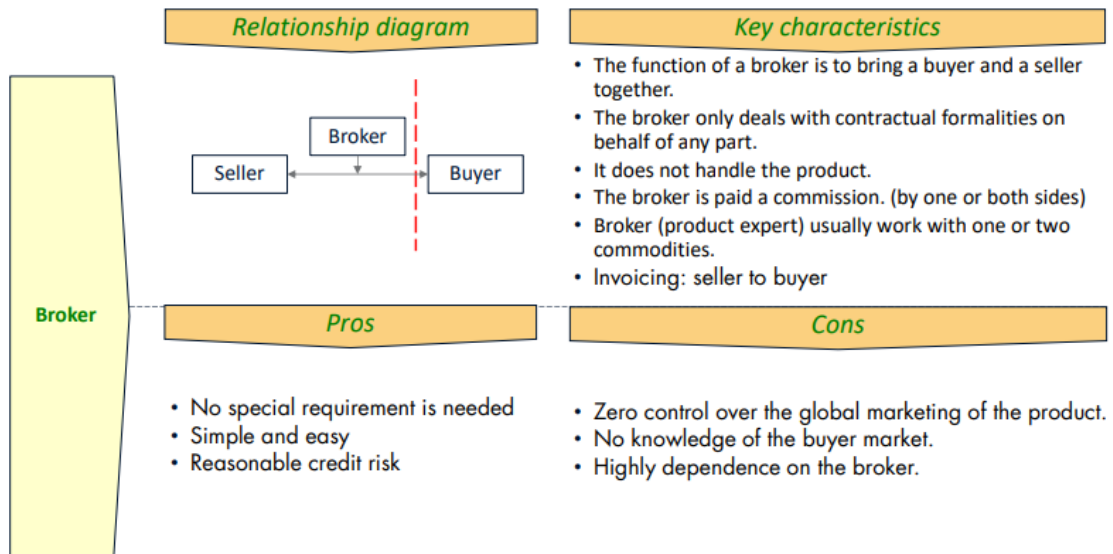 Relationship diagram
Key characteristics
Broker
Seller
Buyer
• The function of a broker is to bring a buyer and a seller
together.
• The broker only deals with contractual formalities on
behalf of any part.
• It does not handle the product.
• The broker is paid a commission. (by one or both sides)
• Broker (product expert) usually work with one or two
commodities.
• Invoicing: seller to buyer
Broker
Pros
Cons
• No special requirement is needed
• Simple and easy
• Reasonable credit risk
• Zero control over the global marketing of the product.
• No knowledge of the buyer market.
• Highly dependence on the broker.